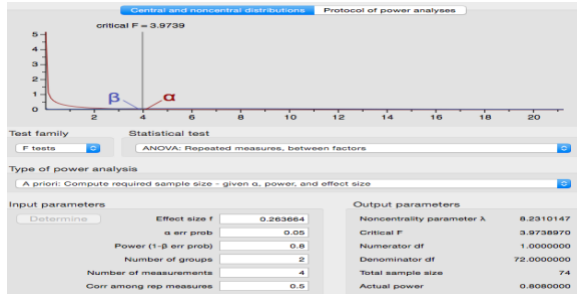 Central and noncentral distributions Protocol of power analyses
critical F = 3.9739
5
4
3
2
1
0
β α
2 4 6 8 10 12 14 16 18 20
Test family Statistical test
F tests ANOVA: Repeated measures, between factors
Type of power analysis
A priori: Compute required sample size - given α, power, and effect size
Input parameters Output parameters
Determine Effect size f 0.263664 Noncentrality parameter λ 8.2310147
α err prob 0.05 Critical F 3.9738970
Power (1-β err prob) 0.8 Numerator df 1.0000000
Number of groups 2 Denominator df 72.0000000
Number of measurements 4 Total sample size 74
Corr among rep measures 0.5 Actual power 0.8080000